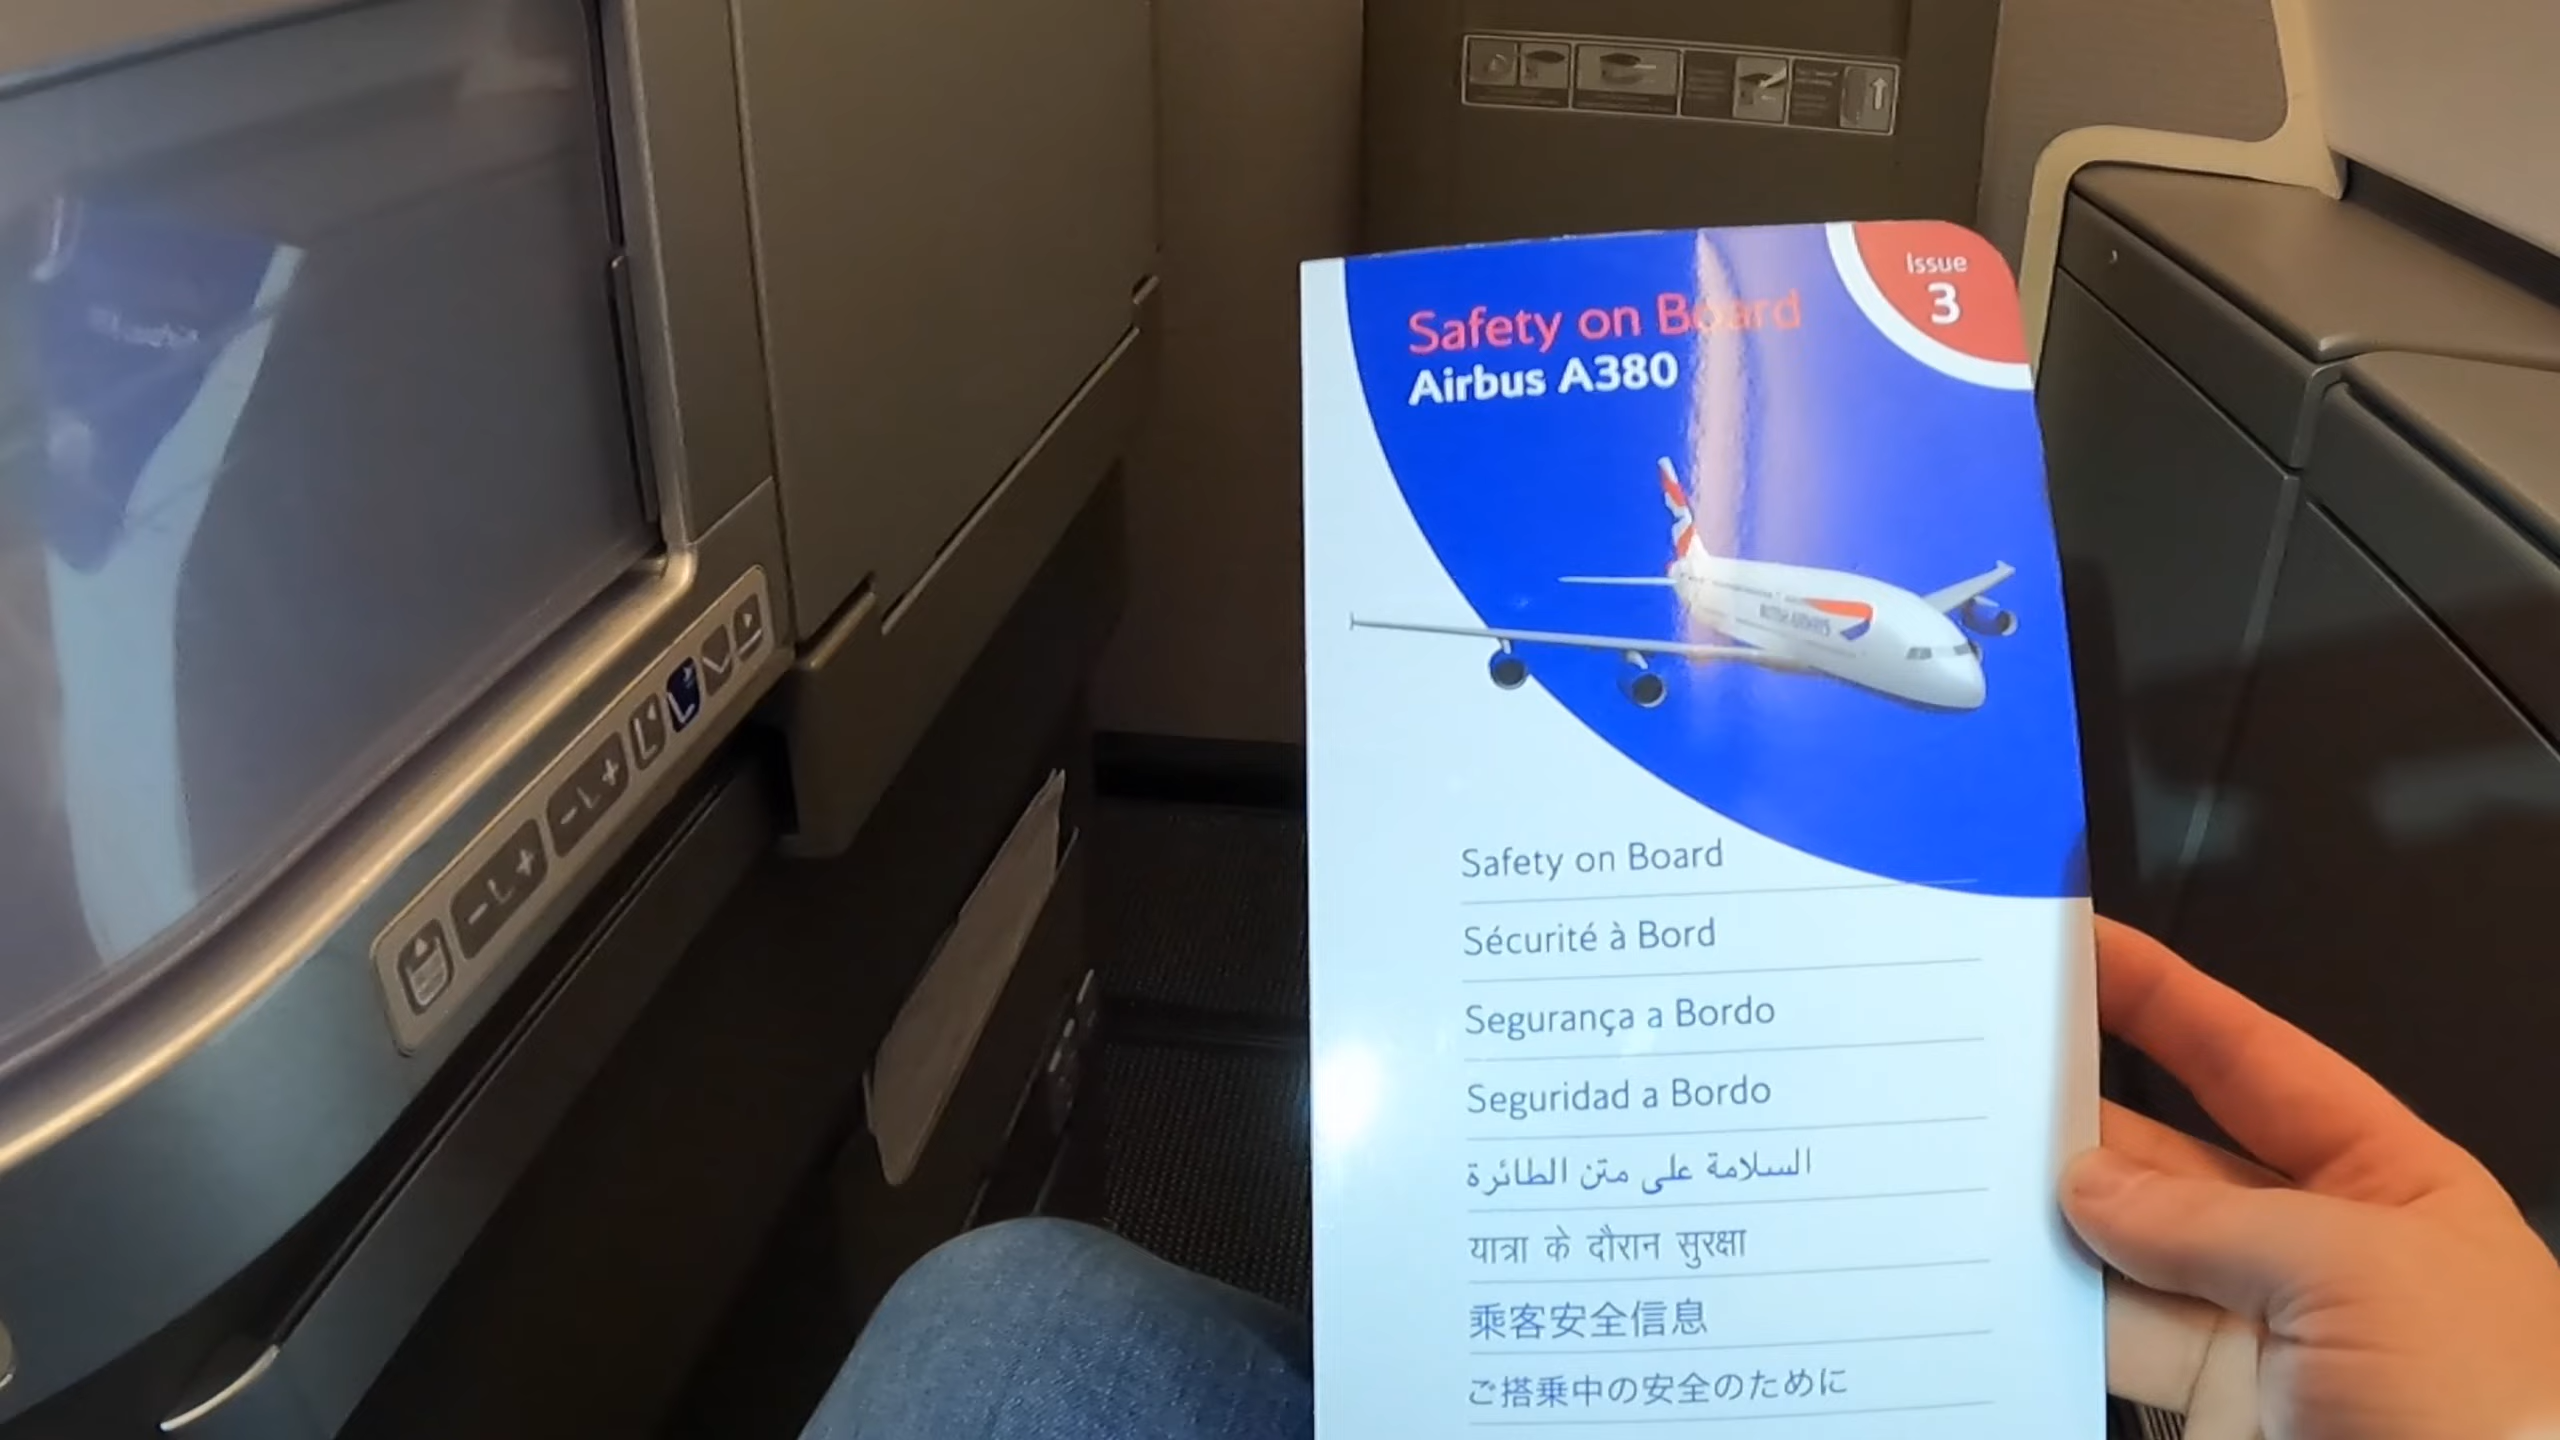 Issue
3
Safety on Board
Airbus A380
BRITISH AIRWAYS
Safety on Board
Sécurité à Bord
Segurança a Bordo
Seguridad a Bordo
السلامة على متن الطائرة
यात्रा के दौरान सुरक्षा
乘客安全信息
ご搭乗中の安全のために